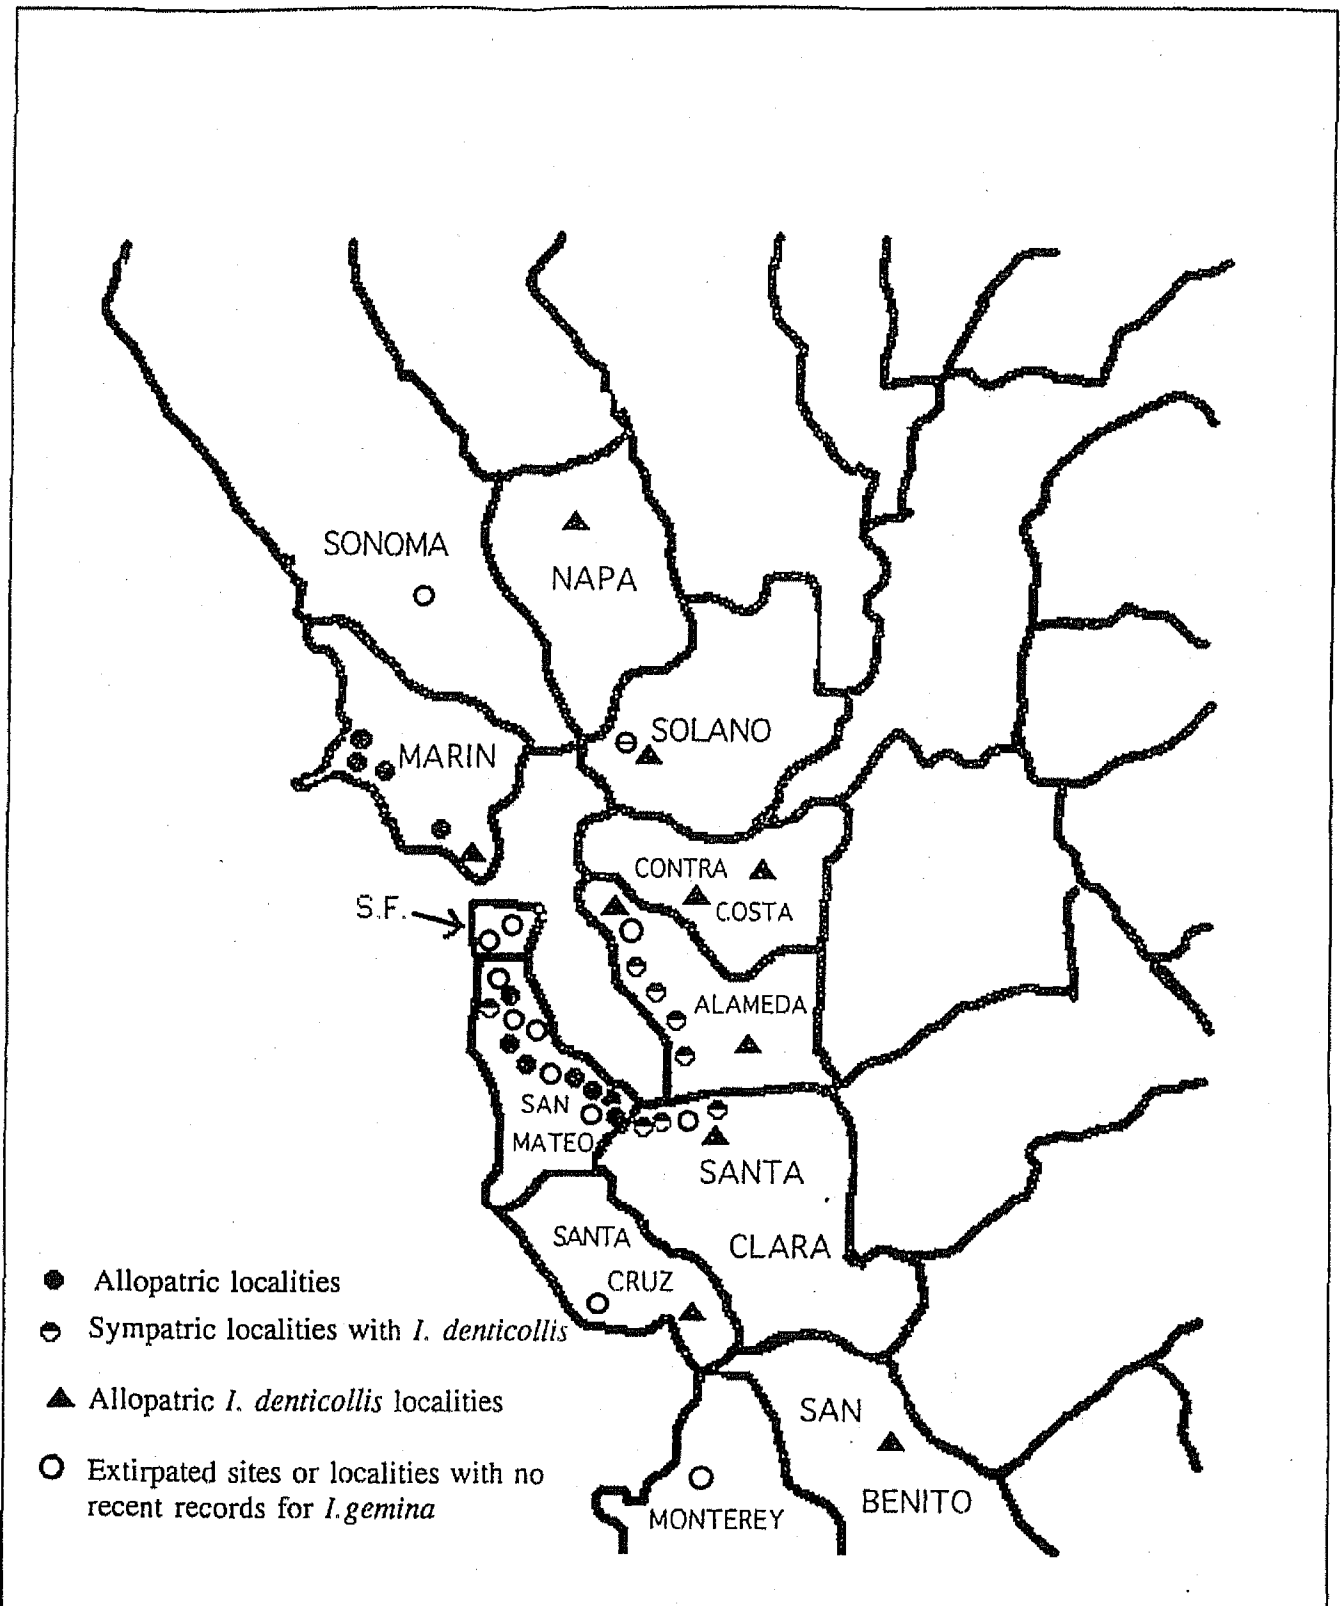 SONOMA
NAPA
SOLANO
MARIN
CONTRA
COSTA
S.F.
ALAMEDA
SAN
MATEO
SANTA
CLARA
SANTA
CRUZ
Allopatric localities
Sympatric localities with I. denticollis
Allopatric I. denticollis localities
Extirpated sites or localities with no
recent records for I. gemina
SAN
BENITO
MONTEREY